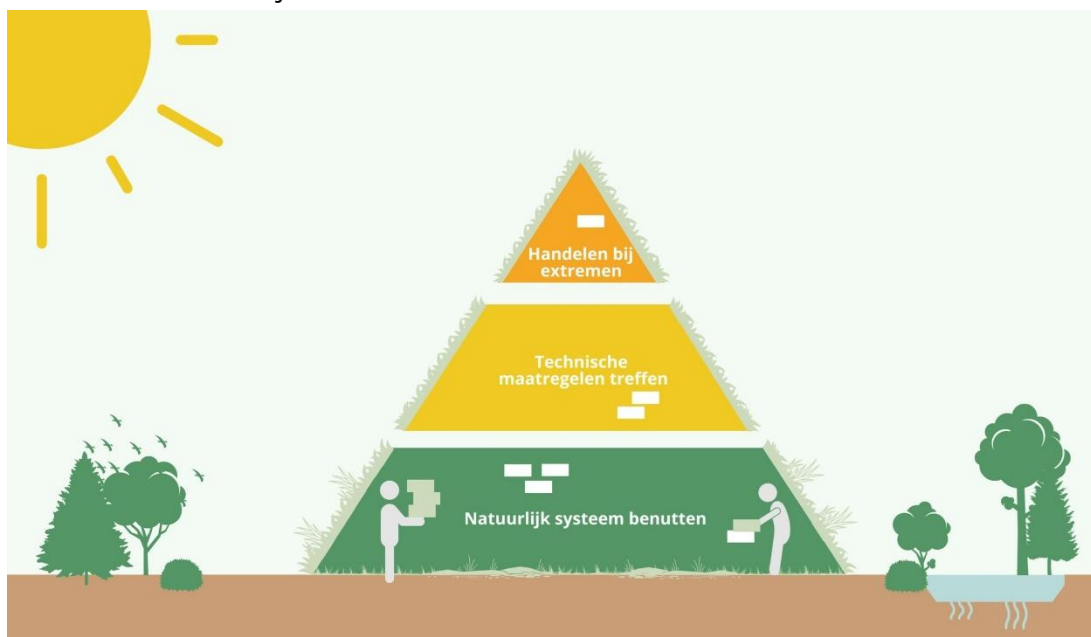 Handelen bij
extremen
Technische
maatregelen treffen
Natuurlijk systeem benutten